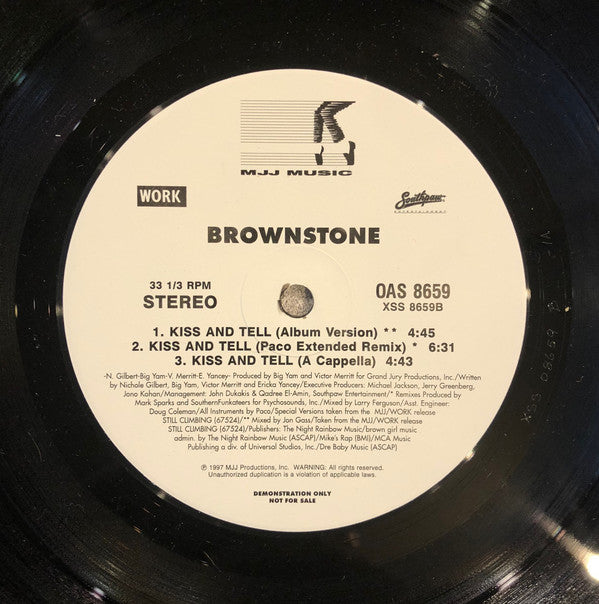 MJJ MUSIC
WORK
Southpaw
entertainment
BROWNSTONE
33 1/3 RPM
STEREO
OAS 8659
XSS 8659B
1. KISS AND TELL (Album Version) ** 4:45
2. KISS AND TELL (Paco Extended Remix) * 6:31
3. KISS AND TELL (A Cappella) 4:43
-N. Gilbert-Big Yam-V. Merritt-E. Yancey- Produced by Big Yam and Victor Merritt for Grand Jury Productions, Inc./Written
by Nichole Gilbert, Big Yam, Victor Merritt and Ericka Yancey/Executive Producers: Michael Jackson, Jerry Greenberg,
Jono Kohan/Management: John Dukakis & Qadree El-Amin, Southpaw Entertainment/* Remixes Produced by
Mark Sparks and SouthernFunkateers for Psychosounds, Inc./Mixed by Larry Ferguson/Asst. Engineer:
Doug Coleman/All Instruments by Paco/Special Versions taken from the MJJ/WORK release
STILL CLIMBING (67524)/** Mixed by Jon Gass/Taken from the MJJ/WORK release
STILL CLIMBING (67524)/Publishers: The Night Rainbow Music/brown girl music
admin. by The Night Rainbow Music (ASCAP)/Mike's Rap (BMI)/MCA Music
Publishing a div. of Universal Studios, Inc./Dre Baby Music (ASCAP)
℗ 1997 MJJ Productions, Inc. WARNING: All rights reserved.
Unauthorized duplication is a violation of applicable laws.
DEMONSTRATION ONLY
NOT FOR SALE